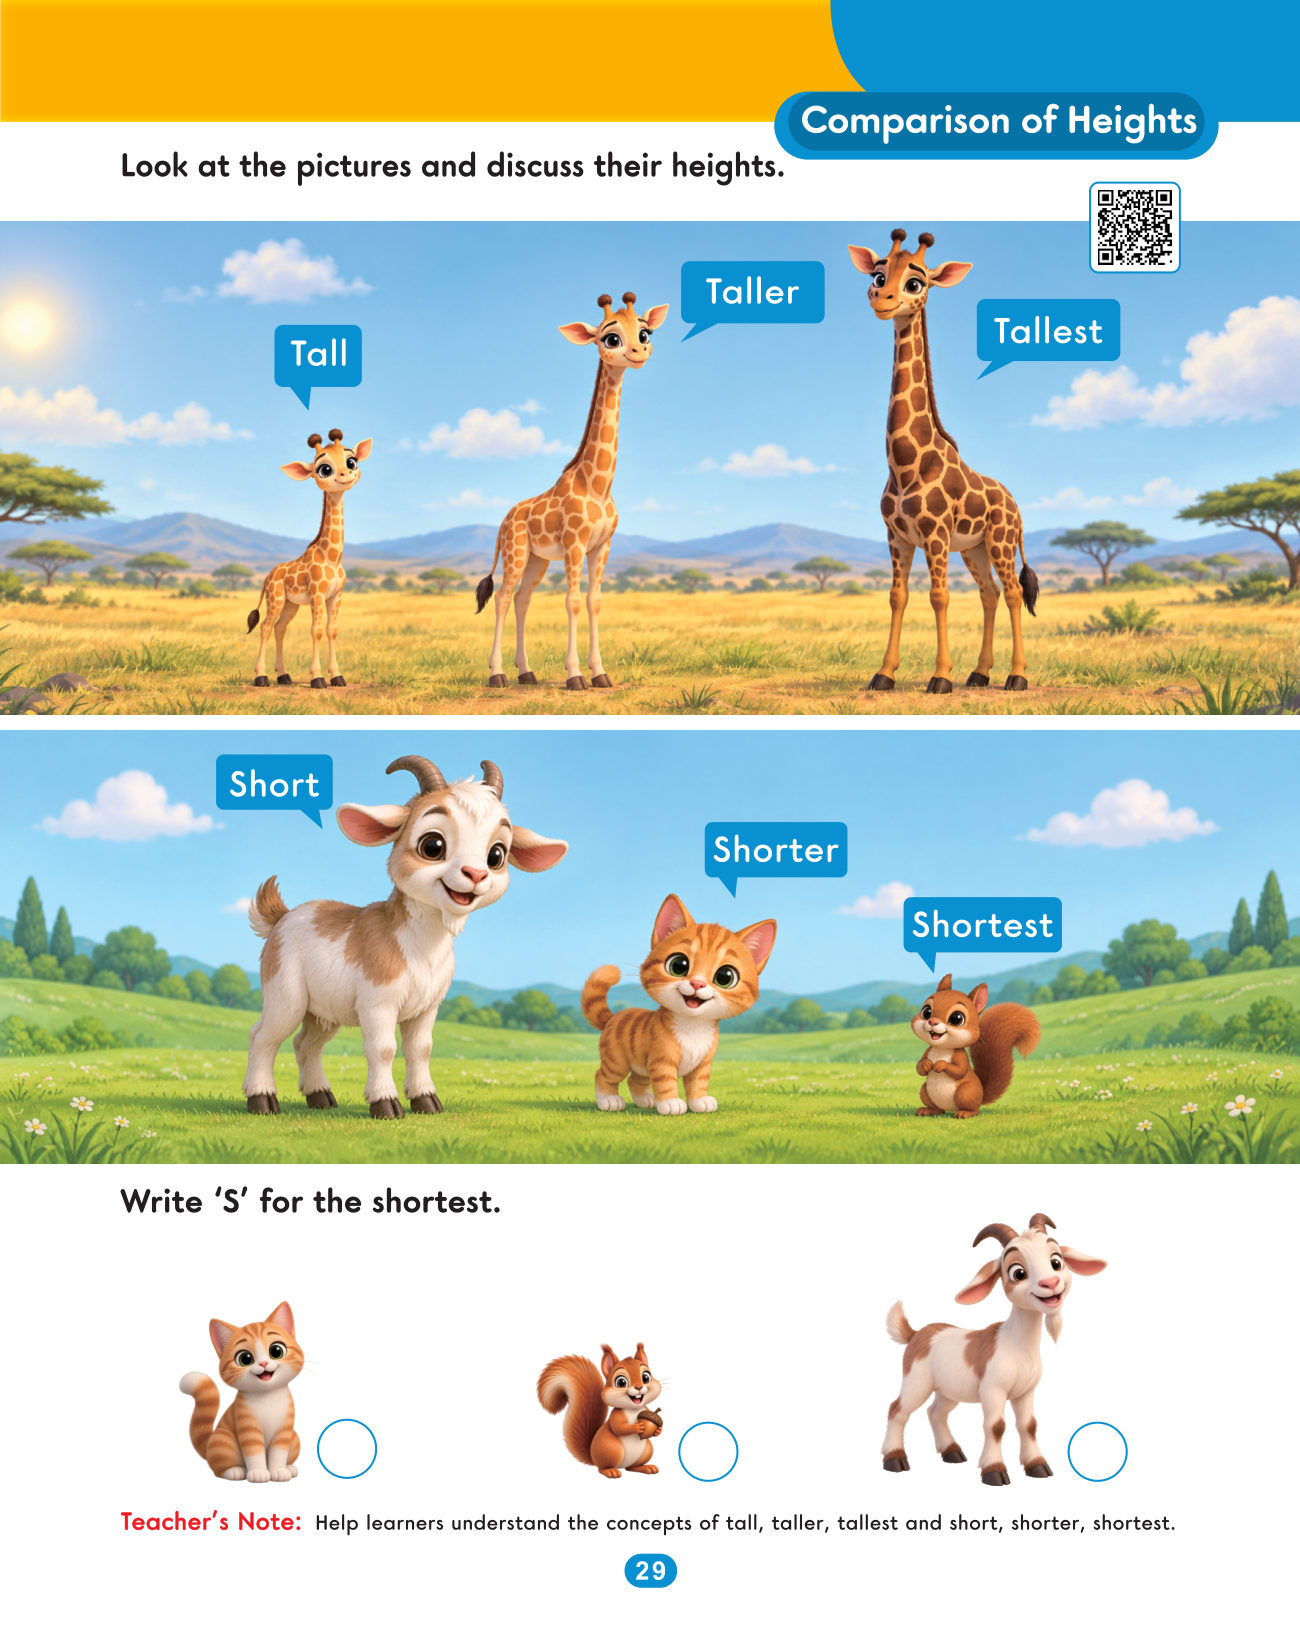 Comparison of Heights
Look at the pictures and discuss their heights.
Tall
Taller
Tallest
Short
Shorter
Shortest
Write ‘S’ for the shortest.
Teacher’s Note: Help learners understand the concepts of tall, taller, tallest and short, shorter, shortest.
29